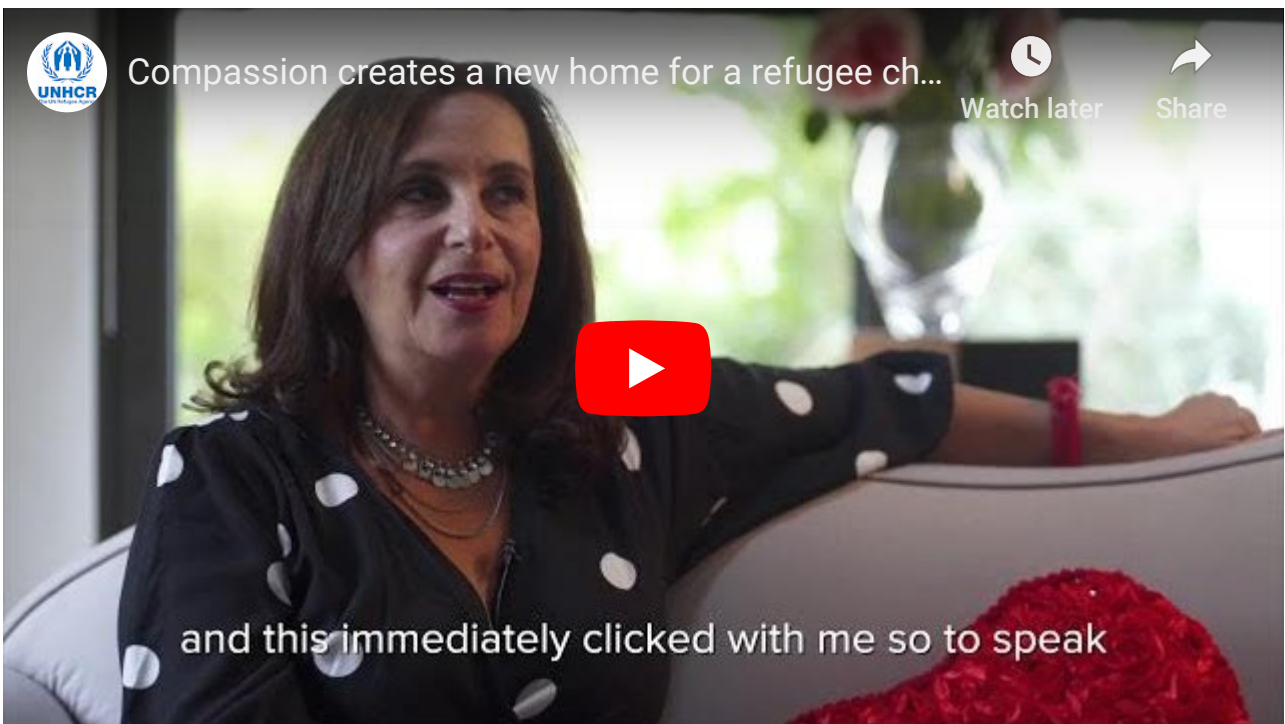 Compassion creates a new home for a refugee ch...
Watch later
Share
UNHCR
The UN Refugee Agency
and this immediately clicked with me so to speak